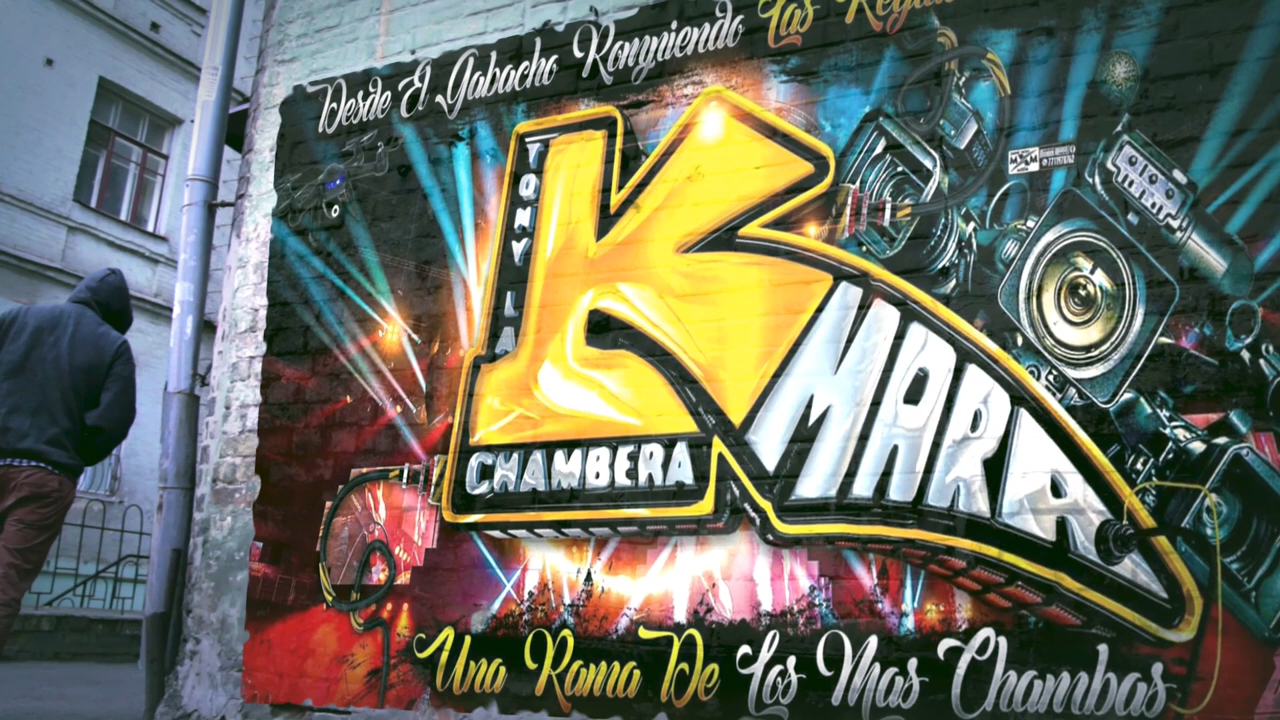 Desde El Gabacho Rompiendo Las
TONY LA
K
MARA
CHAMBERA
Una Rama De Los Mas Chambas